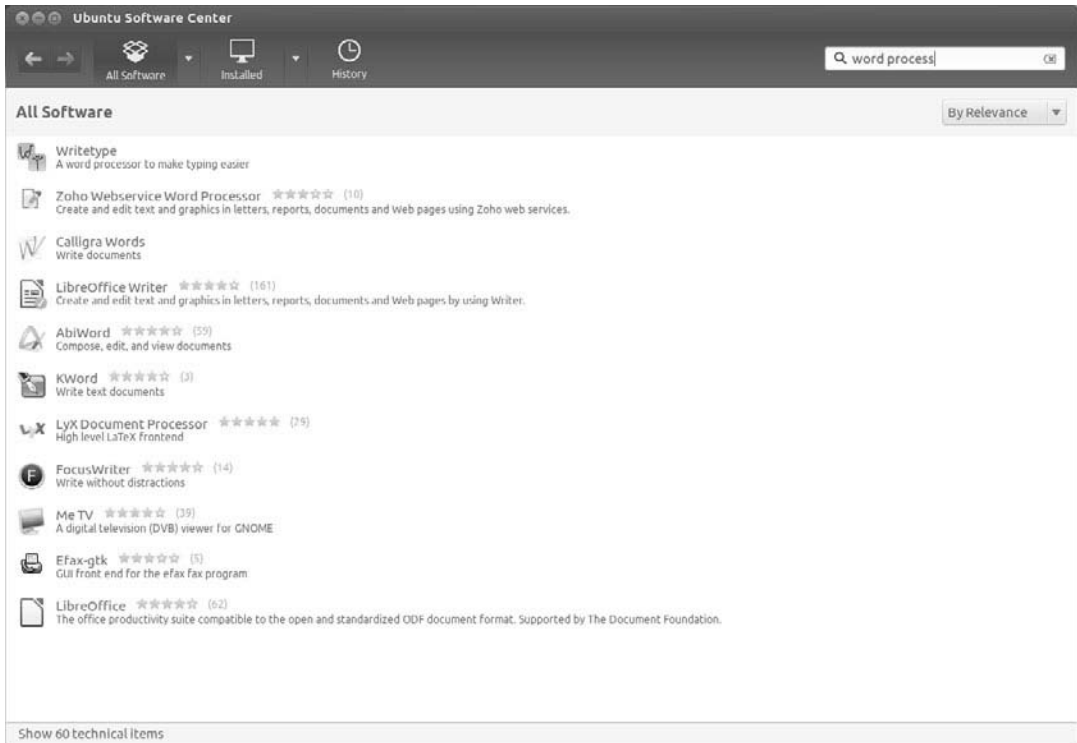 Ubuntu Software Center
All Software
Installed
History
word process
All Software
By Relevance
Writetype
A word processor to make typing easier
Zoho Webservice Word Processor (10)
Create and edit text and graphics in letters, reports, documents and Web pages using Zoho web services.
Calligra Words
Write documents
LibreOffice Writer (161)
Create and edit text and graphics in letters, reports, documents and Web pages by using Writer.
AbiWord (59)
Compose, edit, and view documents
KWord (3)
Write text documents
LyX Document Processor (29)
High level LaTeX frontend
FocusWriter (14)
Write without distractions
Me TV (39)
A digital television (DVB) viewer for GNOME
Efax-gtk (5)
GUI front end for the efax fax program
LibreOffice (62)
The office productivity suite compatible to the open and standardized ODF document format. Supported by The Document Foundation.
Show 60 technical items